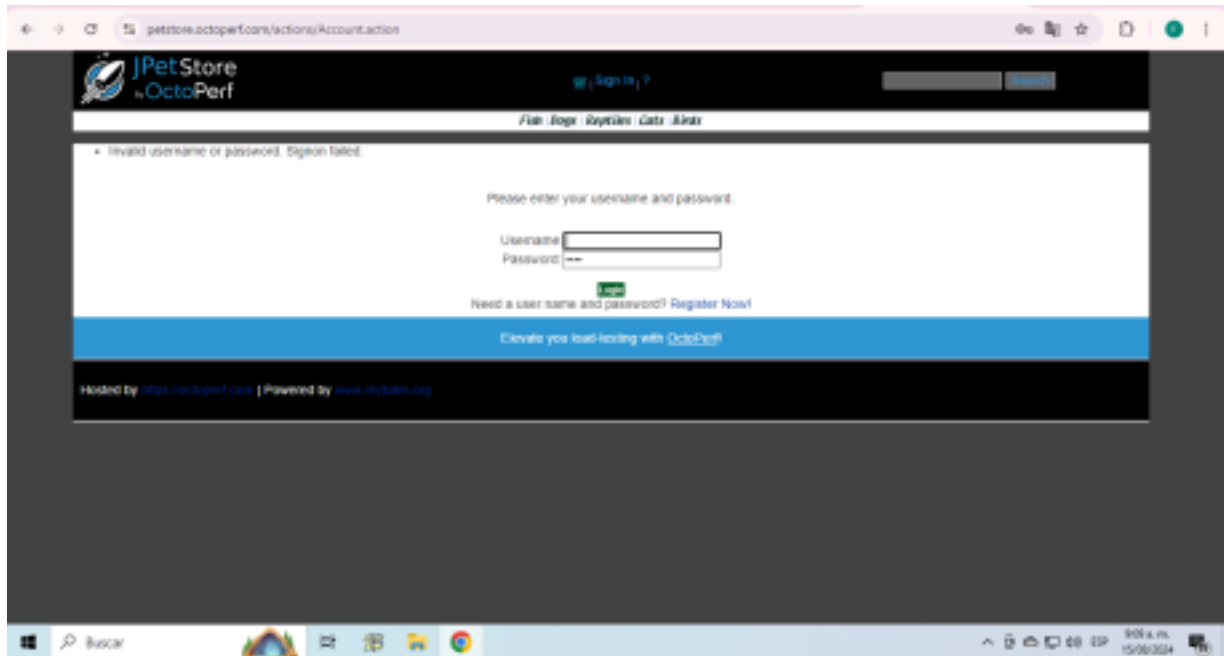 petstore.octoperf.com/actions/Account.action
JPetStore
by OctoPerf
Sign In | ?
Search
Fish Dogs Reptiles Cats Birds
Invalid username or password. Signon failed.
Please enter your username and password.
Username:
Password:
Login
Need a user name and password? Register Now!
Elevate you load-testing with OctoPerf!
Hosted by https://octoperf.com | Powered by www.mybatis.org
Buscar
ESP
9:09 a. m.
15/08/2024